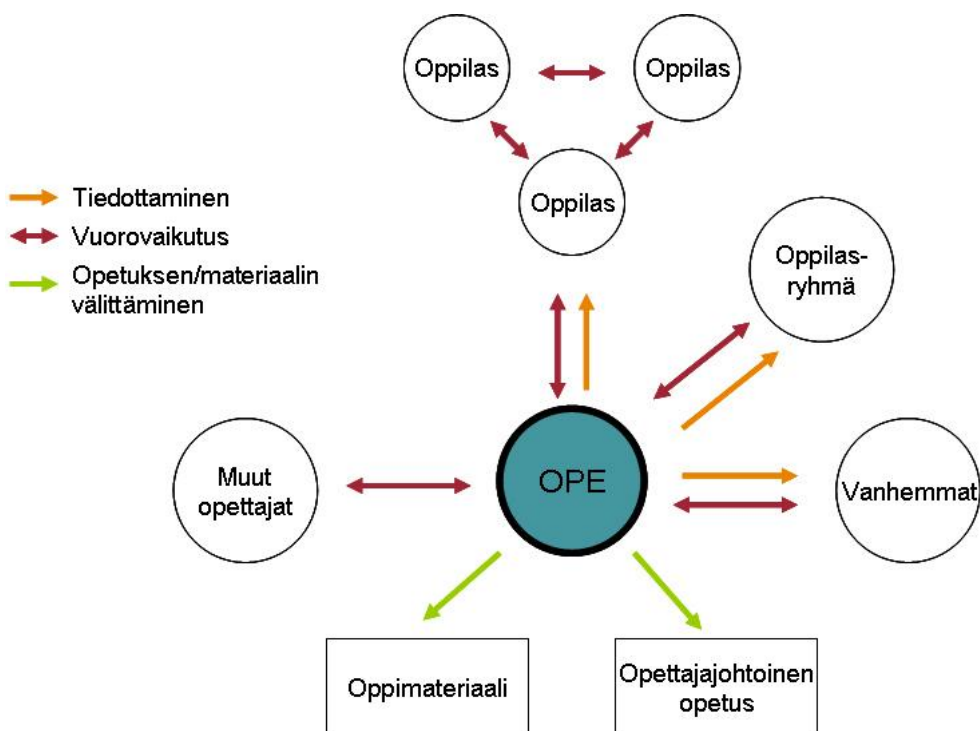 Oppilas
Oppilas
Oppilas
Tiedottaminen
Vuorovaikutus
Opetuksen/materiaalin
välittäminen
Oppilas-
ryhmä
Muut
opettajat
OPE
Vanhemmat
Oppimateriaali
Opettajajohtoinen
opetus